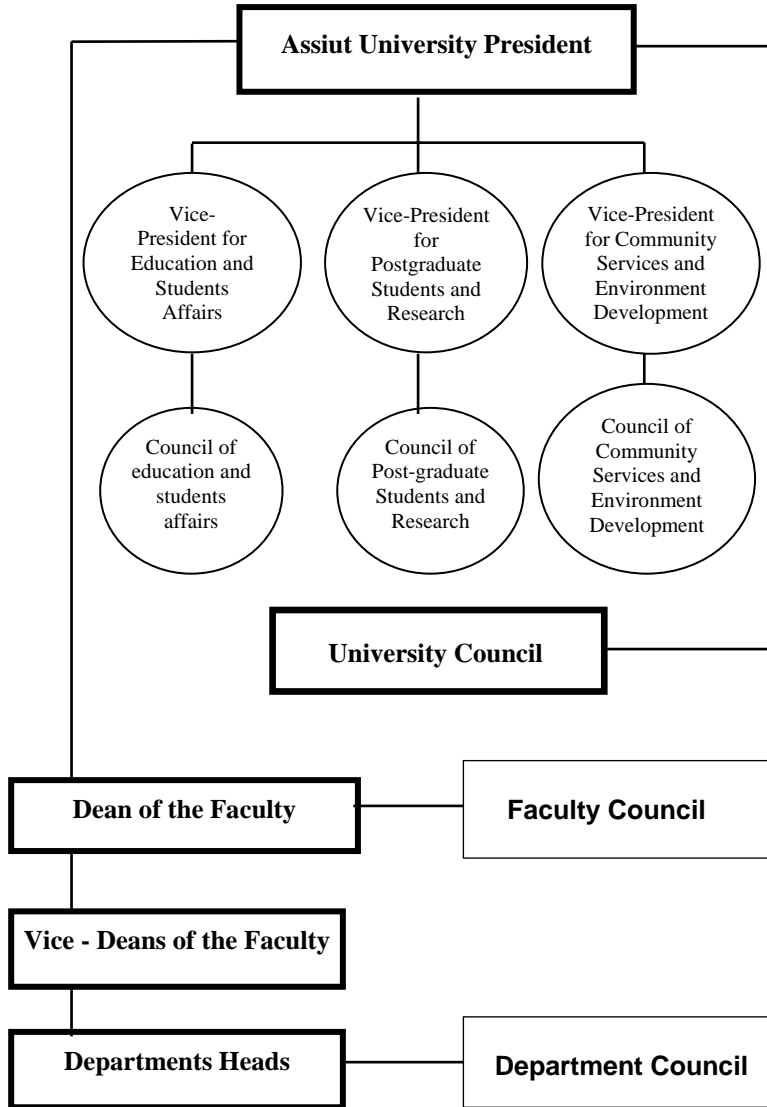 Assiut University President
Vice-
President for
Education and
Students
Affairs
Vice-President
for
Postgraduate
Students and
Research
Vice-President
for Community
Services and
Environment
Development
Council of
education and
students
affairs
Council of
Post-graduate
Students and
Research
Council of
Community
Services and
Environment
Development
University Council
Dean of the Faculty
Faculty Council
Vice - Deans of the Faculty
Departments Heads
Department Council